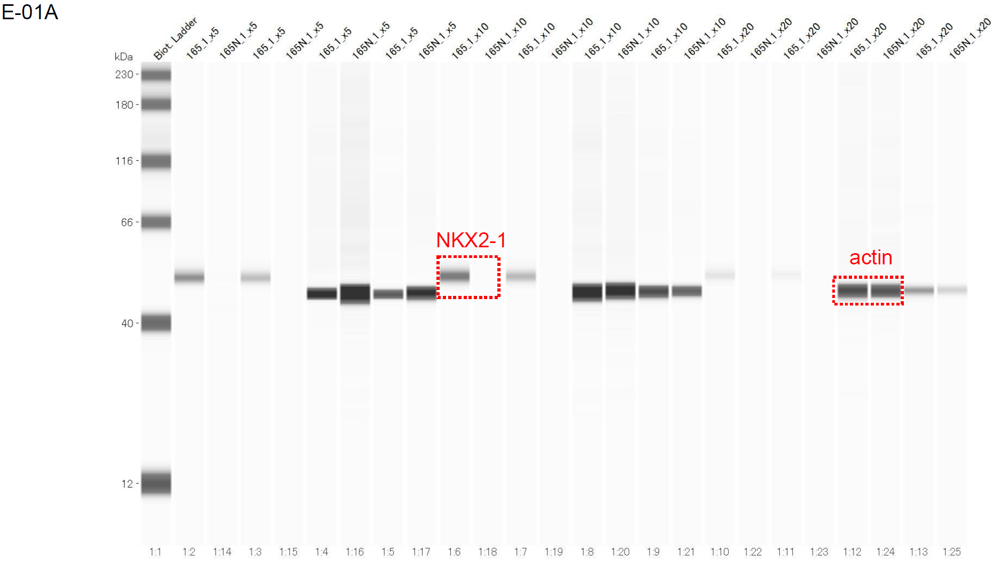 E-01A
Biot. Ladder 165_1_x5 165N_1_x5 165_1_x5 165N_1_x5 165_1_x5 165N_1_x5 165_1_x5 165N_1_x5 165_1_x10 165N_1_x10 165_1_x10 165N_1_x10 165_1_x10 165N_1_x10 165_1_x10 165N_1_x10 165_1_x20 165N_1_x20 165_1_x20 165N_1_x20 165_1_x20 165N_1_x20 165_1_x20 165N_1_x20
kDa
230
180
116
66
NKX2-1
actin
40
12
1:1 1:2 1:14 1:3 1:15 1:4 1:16 1:5 1:17 1:6 1:18 1:7 1:19 1:8 1:20 1:9 1:21 1:10 1:22 1:11 1:23 1:12 1:24 1:13 1:25